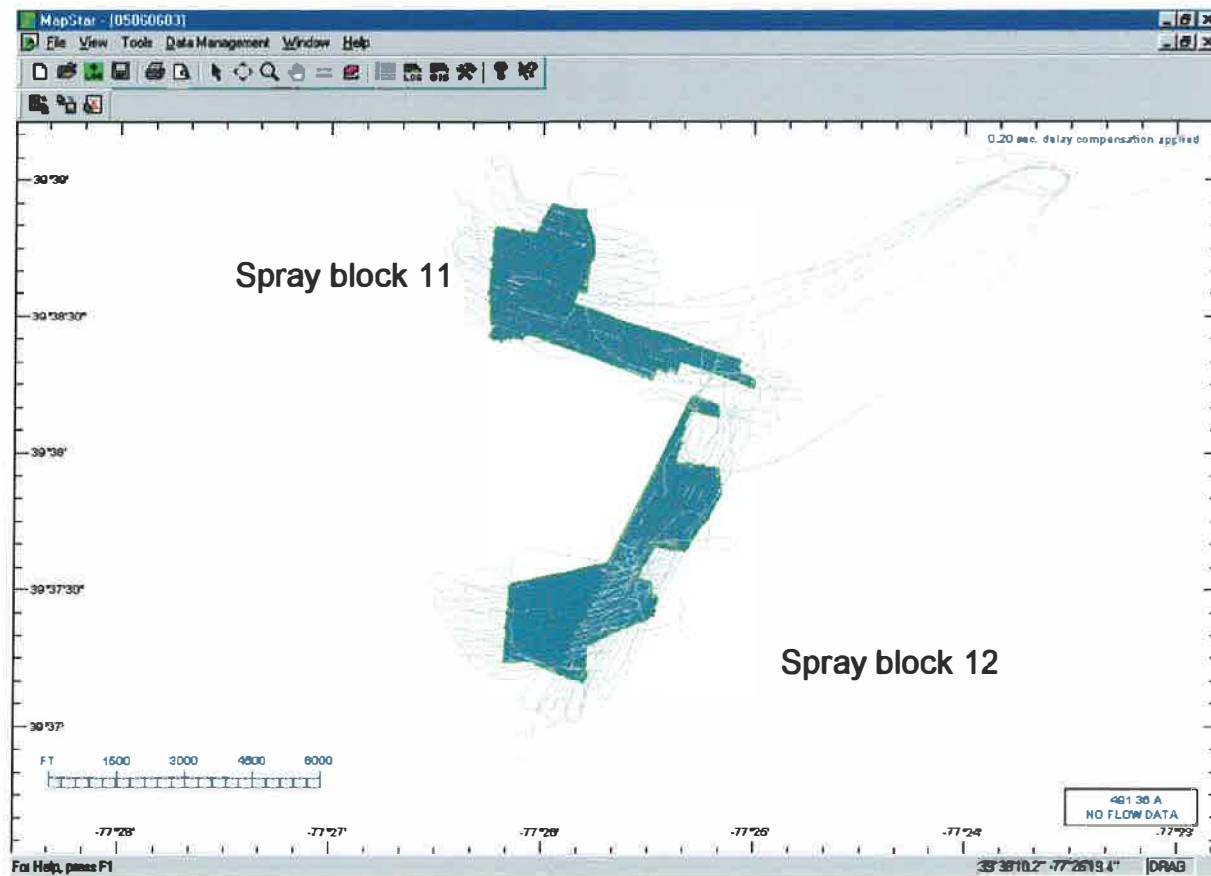 MapStar - [05060603]
File View Tools Data Management Window Help
LOG
0.20 sec. delay compensation applied
39°39'
Spray block 11
39°38'30"
39°38'
39°37'30"
Spray block 12
39°37'
FT 1500 3000 4500 6000
491.36 A
NO FLOW DATA
-77°28' -77°27' -77°26' -77°25' -77°24' -77°23'
For Help, press F1 DRAG